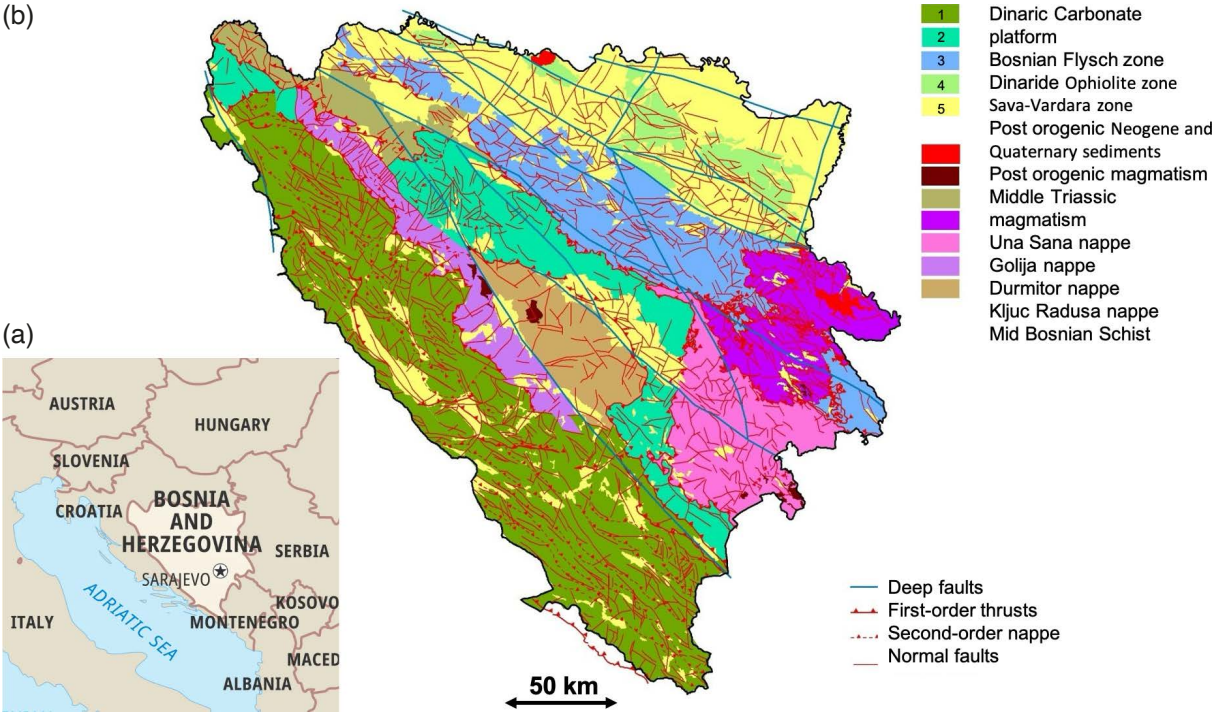 (b)
1 Dinaric Carbonate
2 platform
3 Bosnian Flysch zone
4 Dinaride Ophiolite zone
5 Sava-Vardara zone
Post orogenic Neogene and
Quaternary sediments
Post orogenic magmatism
Middle Triassic
magmatism
Una Sana nappe
Golija nappe
Durmitor nappe
Kljuc Radusa nappe
Mid Bosnian Schist
(a)
AUSTRIA
HUNGARY
SLOVENIA
CROATIA
BOSNIA
AND
HERZEGOVINA
SERBIA
SARAJEVO
ADRIATIC SEA
ITALY
KOSOVO
MONTENEGRO
MACED
ALBANIA
Deep faults
First-order thrusts
Second-order nappe
Normal faults
50 km